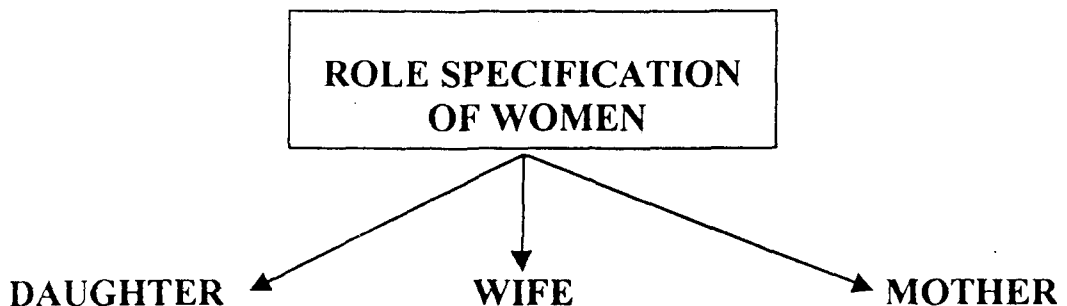 ROLE SPECIFICATION
OF WOMEN
DAUGHTER WIFE MOTHER